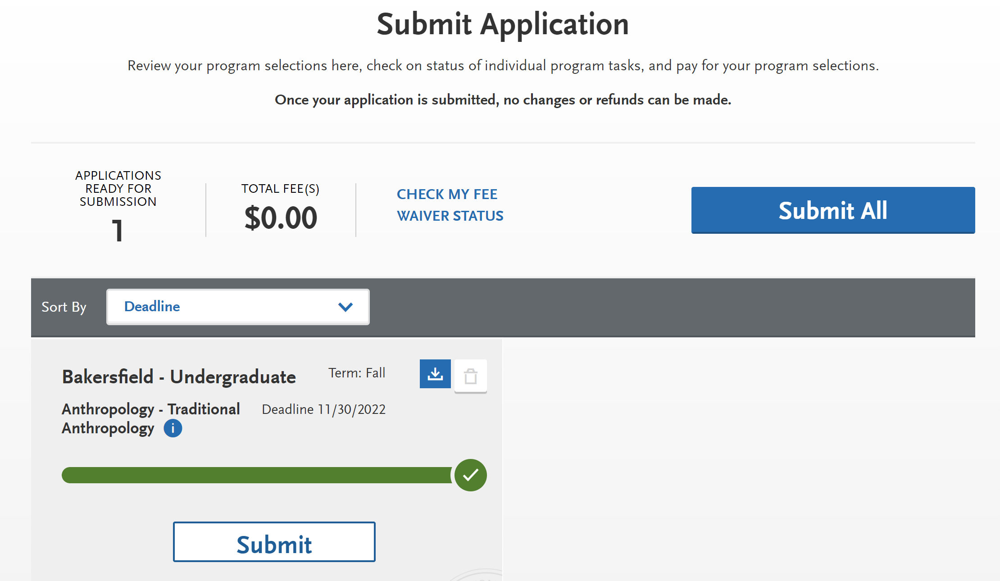 Submit Application
Review your program selections here, check on status of individual program tasks, and pay for your program selections.
Once your application is submitted, no changes or refunds can be made.
APPLICATIONS
READY FOR
SUBMISSION
1
TOTAL FEE(S)
$0.00
CHECK MY FEE
WAIVER STATUS
Submit All
Sort By
Deadline
Bakersfield - Undergraduate
Term: Fall
Anthropology - Traditional
Anthropology
Deadline 11/30/2022
Submit